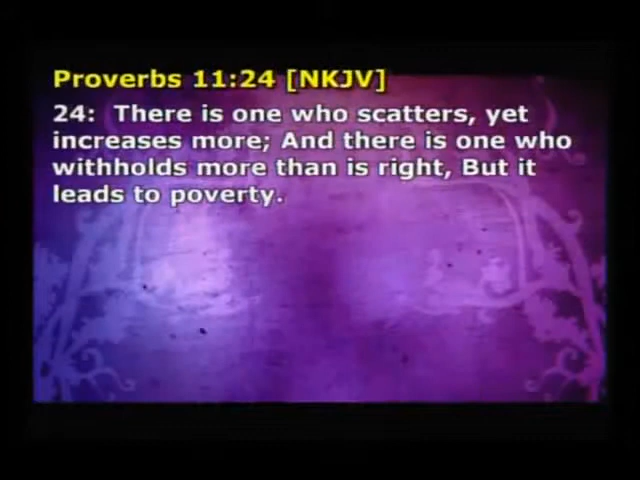 Proverbs 11:24 [NKJV]
24:  There is one who scatters, yet
increases more; And there is one who
withholds more than is right, But it
leads to poverty.